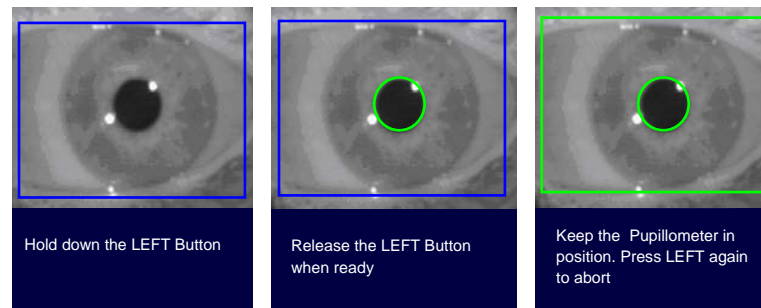 Hold down the LEFT Button
Release the LEFT Button
when ready
Keep the  Pupillometer in
position. Press LEFT again
to abort